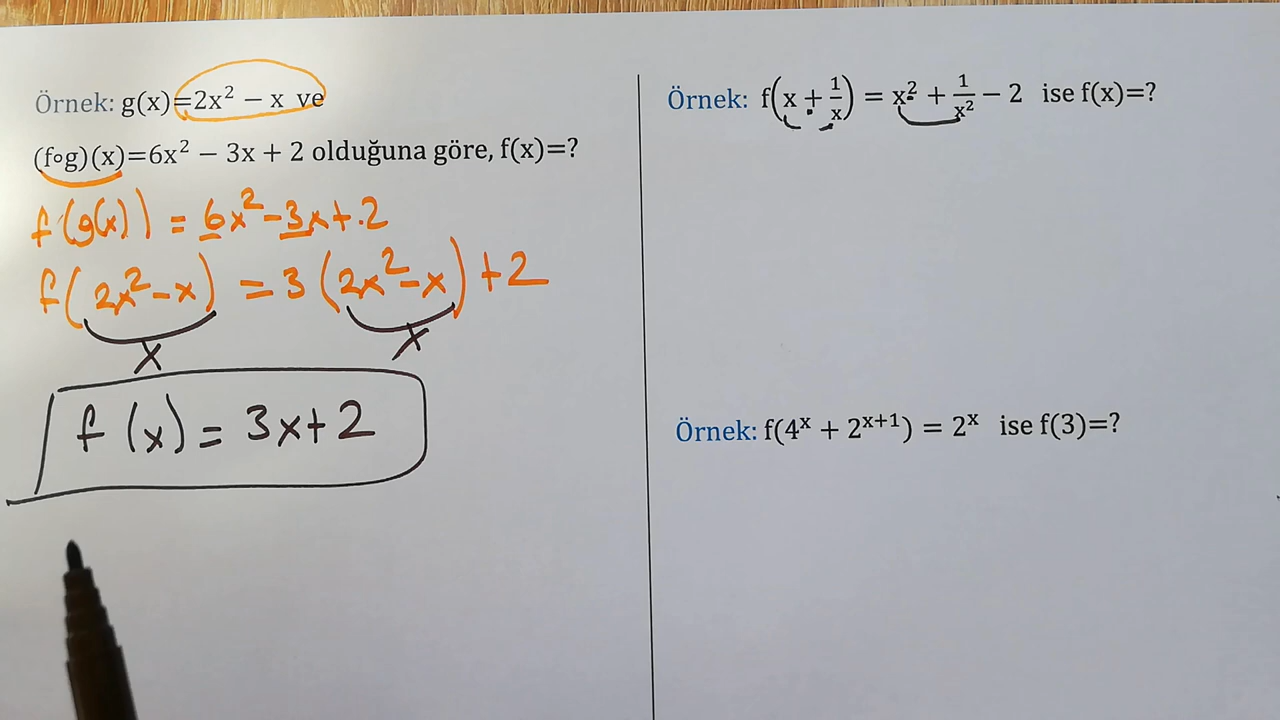 Örnek: g(x)=2x² − x ve
(f∘g)(x)=6x² − 3x + 2 olduğuna göre, f(x)=?
f(g(x)) = 6x² - 3x + 2
f(2x² - x) = 3(2x² - x) + 2
x x
f(x) = 3x+2
Örnek: f(x + 1/x) = x² + 1/x² − 2 ise f(x)=?
Örnek: f(4ˣ + 2ˣ⁺¹) = 2ˣ ise f(3)=?